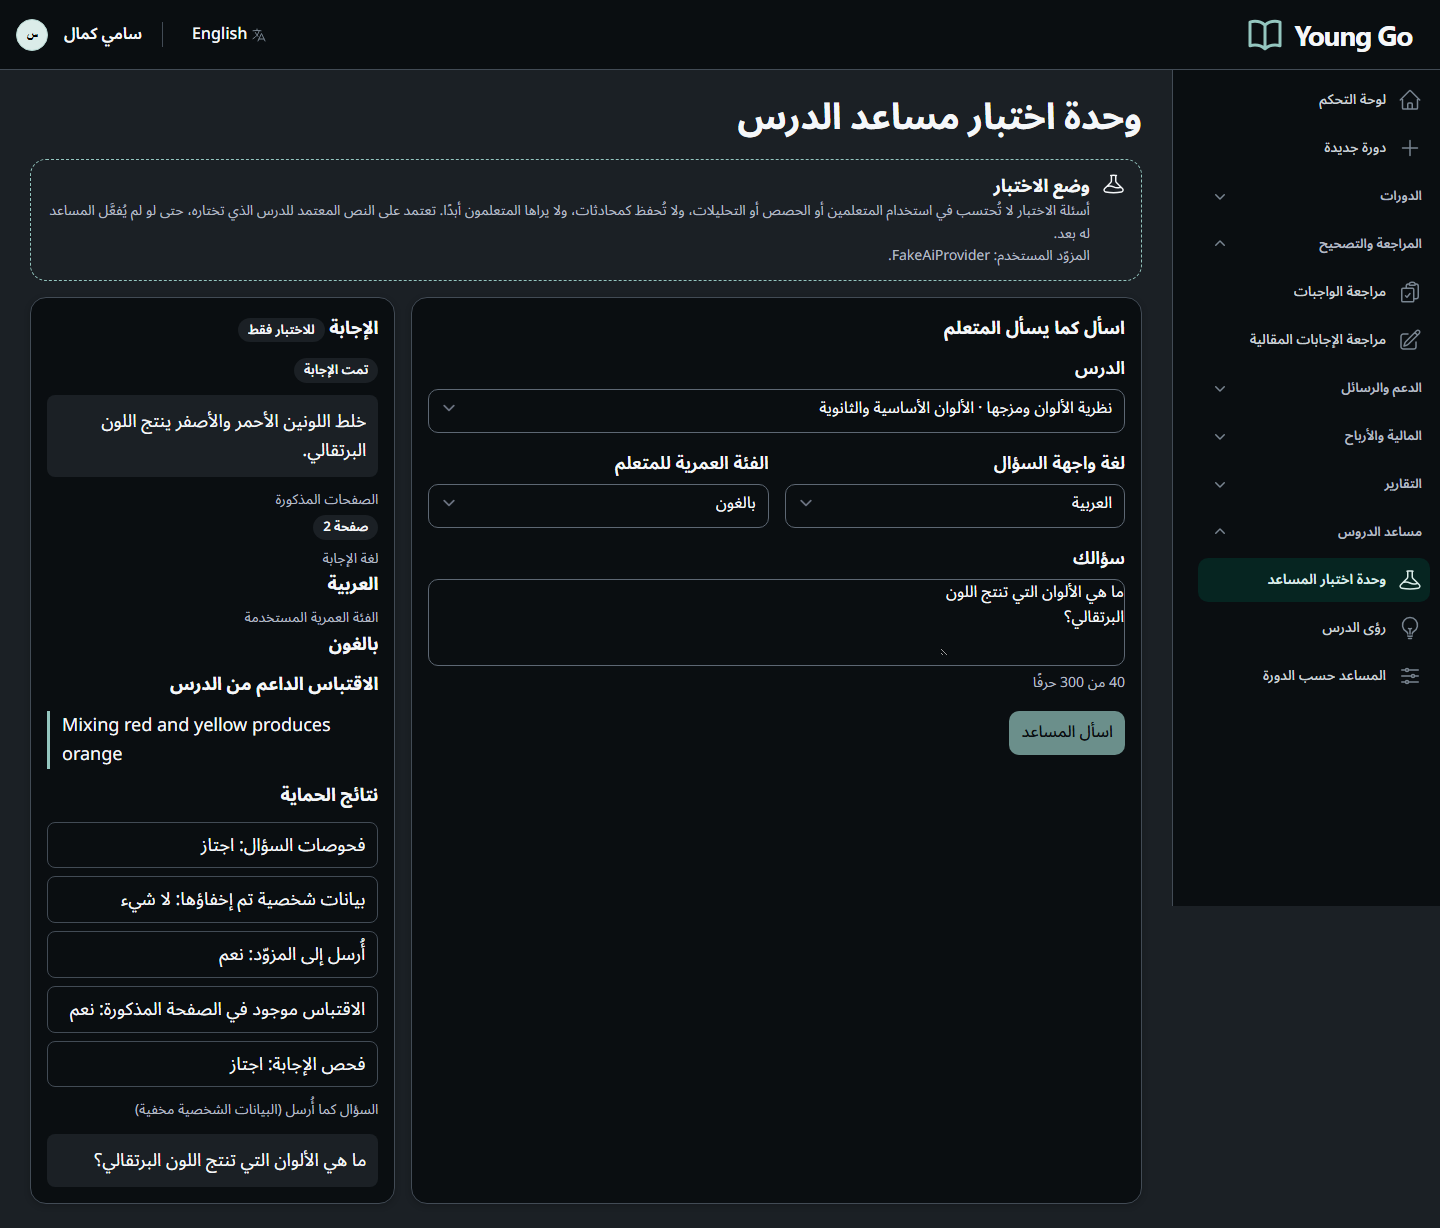 Young Go
English
سامي كمال
س
لوحة التحكم
دورة جديدة
الدورات
المراجعة والتصحيح
مراجعة الواجبات
مراجعة الإجابات المقالية
الدعم والرسائل
المالية والأرباح
التقارير
مساعد الدروس
وحدة اختبار المساعد
رؤى الدرس
المساعد حسب الدورة
وحدة اختبار مساعد الدرس
وضع الاختبار
أسئلة الاختبار لا تُحتسب في استخدام المتعلمين أو الحصص أو التحليلات، ولا تُحفظ كمحادثات، ولا يراها المتعلمون أبدًا. تعتمد على النص المعتمد للدرس الذي تختاره، حتى لو لم يُفعَّل المساعد
له بعد.
المزوّد المستخدم: FakeAiProvider.
اسأل كما يسأل المتعلم
الدرس
نظرية الألوان ومزجها · الألوان الأساسية والثانوية
لغة واجهة السؤال
العربية
الفئة العمرية للمتعلم
بالغون
سؤالك
ما هي الألوان التي تنتج اللون
البرتقالي؟
40 من 300 حرفًا
اسأل المساعد
الإجابة
للاختبار فقط
تمت الإجابة
خلط اللونين الأحمر والأصفر ينتج اللون
البرتقالي.
الصفحات المذكورة
صفحة 2
لغة الإجابة
العربية
الفئة العمرية المستخدمة
بالغون
الاقتباس الداعم من الدرس
Mixing red and yellow produces
orange
نتائج الحماية
فحوصات السؤال: اجتاز
بيانات شخصية تم إخفاؤها: لا شيء
أُرسل إلى المزوّد: نعم
الاقتباس موجود في الصفحة المذكورة: نعم
فحص الإجابة: اجتاز
السؤال كما أُرسل (البيانات الشخصية مخفية)
ما هي الألوان التي تنتج اللون البرتقالي؟